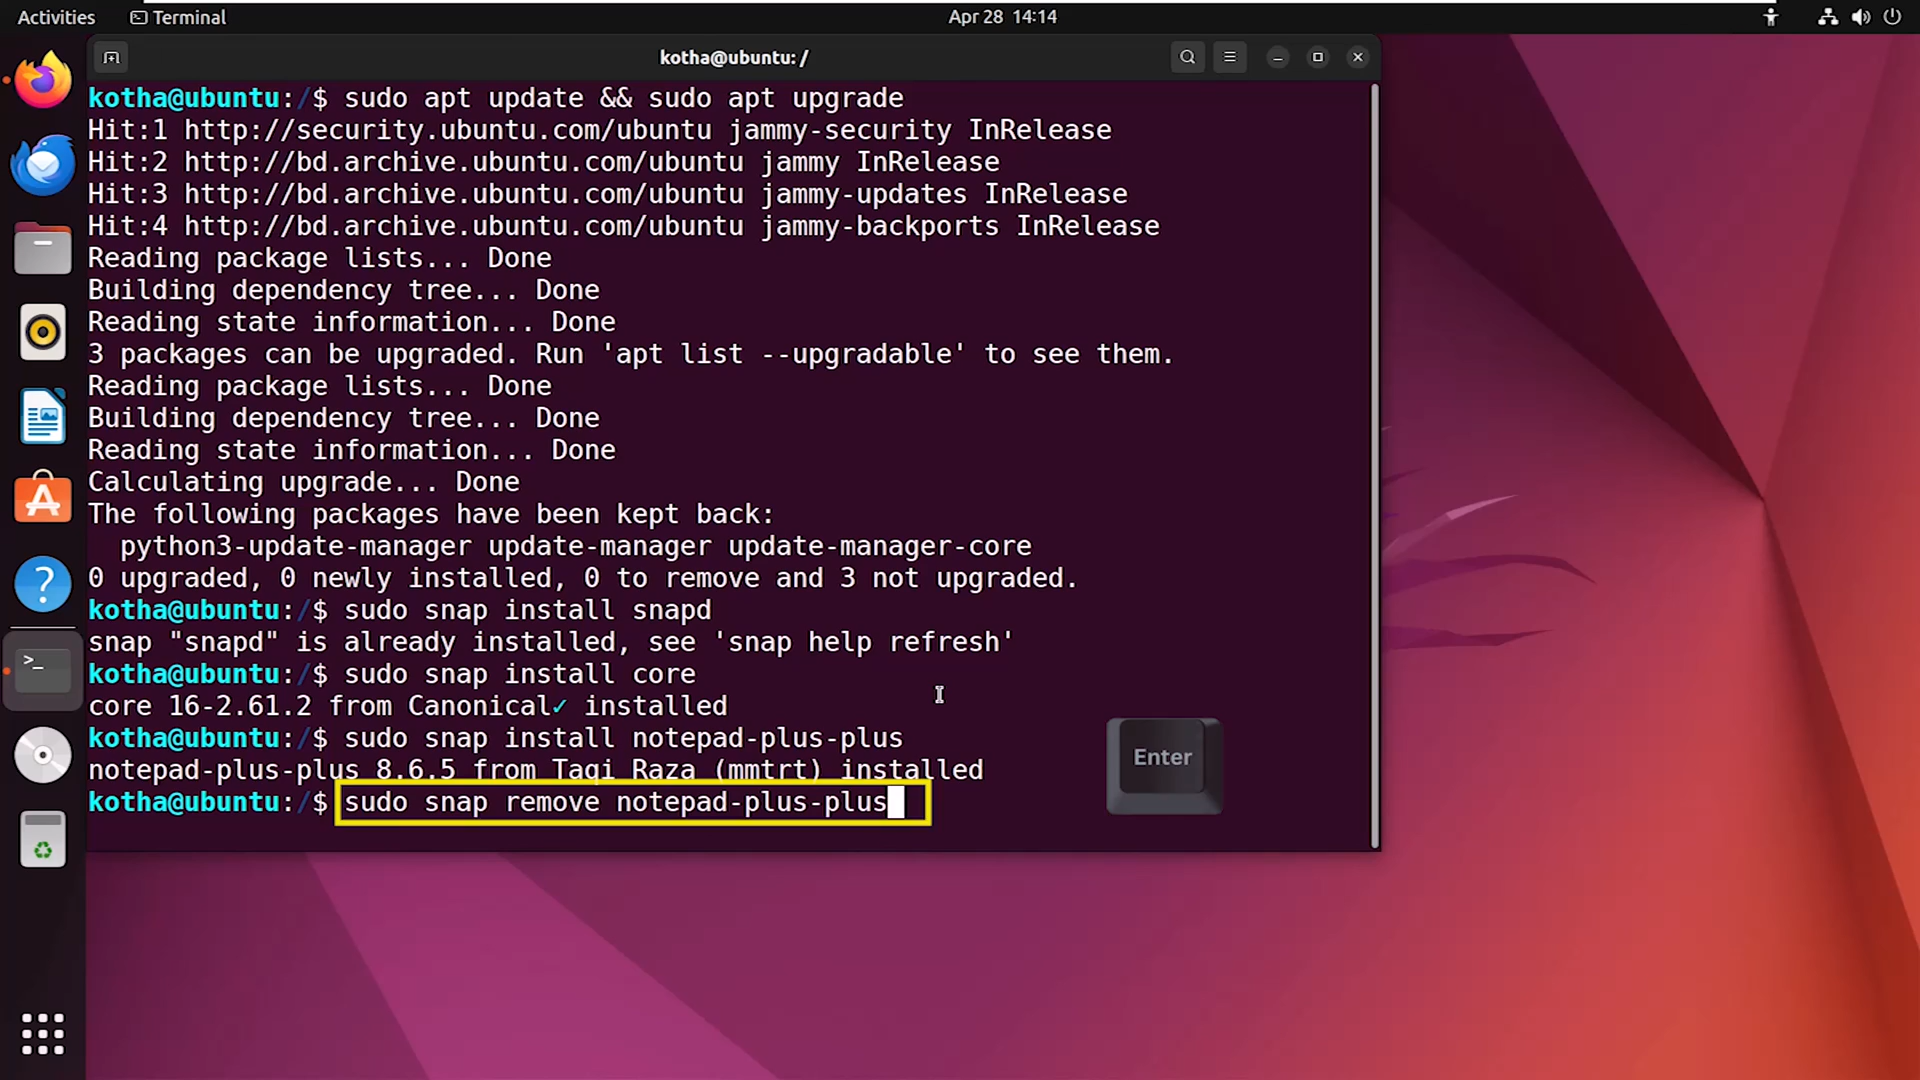 Activities Terminal Apr 28 14:14
kotha@ubuntu: /
kotha@ubuntu:/$ sudo apt update && sudo apt upgrade
Hit:1 http://security.ubuntu.com/ubuntu jammy-security InRelease
Hit:2 http://bd.archive.ubuntu.com/ubuntu jammy InRelease
Hit:3 http://bd.archive.ubuntu.com/ubuntu jammy-updates InRelease
Hit:4 http://bd.archive.ubuntu.com/ubuntu jammy-backports InRelease
Reading package lists... Done
Building dependency tree... Done
Reading state information... Done
3 packages can be upgraded. Run 'apt list --upgradable' to see them.
Reading package lists... Done
Building dependency tree... Done
Reading state information... Done
Calculating upgrade... Done
The following packages have been kept back:
  python3-update-manager update-manager update-manager-core
0 upgraded, 0 newly installed, 0 to remove and 3 not upgraded.
kotha@ubuntu:/$ sudo snap install snapd
snap "snapd" is already installed, see 'snap help refresh'
kotha@ubuntu:/$ sudo snap install core
core 16-2.61.2 from Canonical✓ installed
kotha@ubuntu:/$ sudo snap install notepad-plus-plus
notepad-plus-plus 8.6.5 from Taqi Raza (mmtrt) installed
kotha@ubuntu:/$ sudo snap remove notepad-plus-plus
Enter